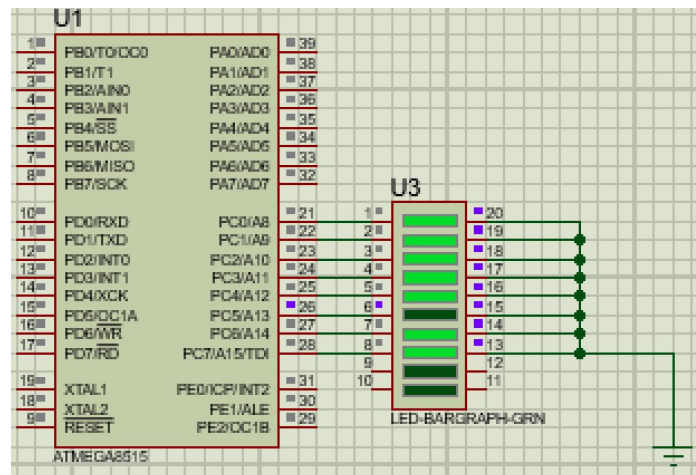 U1
1 PB0/T0/OC0 PA0/AD0 39
2 PB1/T1 PA1/AD1 38
3 PB2/AIN0 PA2/AD2 37
4 PB3/AIN1 PA3/AD3 36
5 PB4/SS PA4/AD4 35
6 PB5/MOSI PA5/AD5 34
7 PB6/MISO PA6/AD6 33
8 PB7/SCK PA7/AD7 32
U3
10 PD0/RXD PC0/A8 21 1 20
11 PD1/TXD PC1/A9 22 2 19
12 PD2/INT0 PC2/A10 23 3 18
13 PD3/INT1 PC3/A11 24 4 17
14 PD4/XCK PC4/A12 25 5 16
15 PD5/OC1A PC5/A13 26 6 15
16 PD6/WR PC6/A14 27 7 14
17 PD7/RD PC7/A15/TDI 28 8 13
9 12
19 XTAL1 PE0/ICP/INT2 31 10 11
18 XTAL2 PE1/ALE 30
9 RESET PE2/OC1B 29
LED-BARGRAPH-GRN
ATMEGA8515